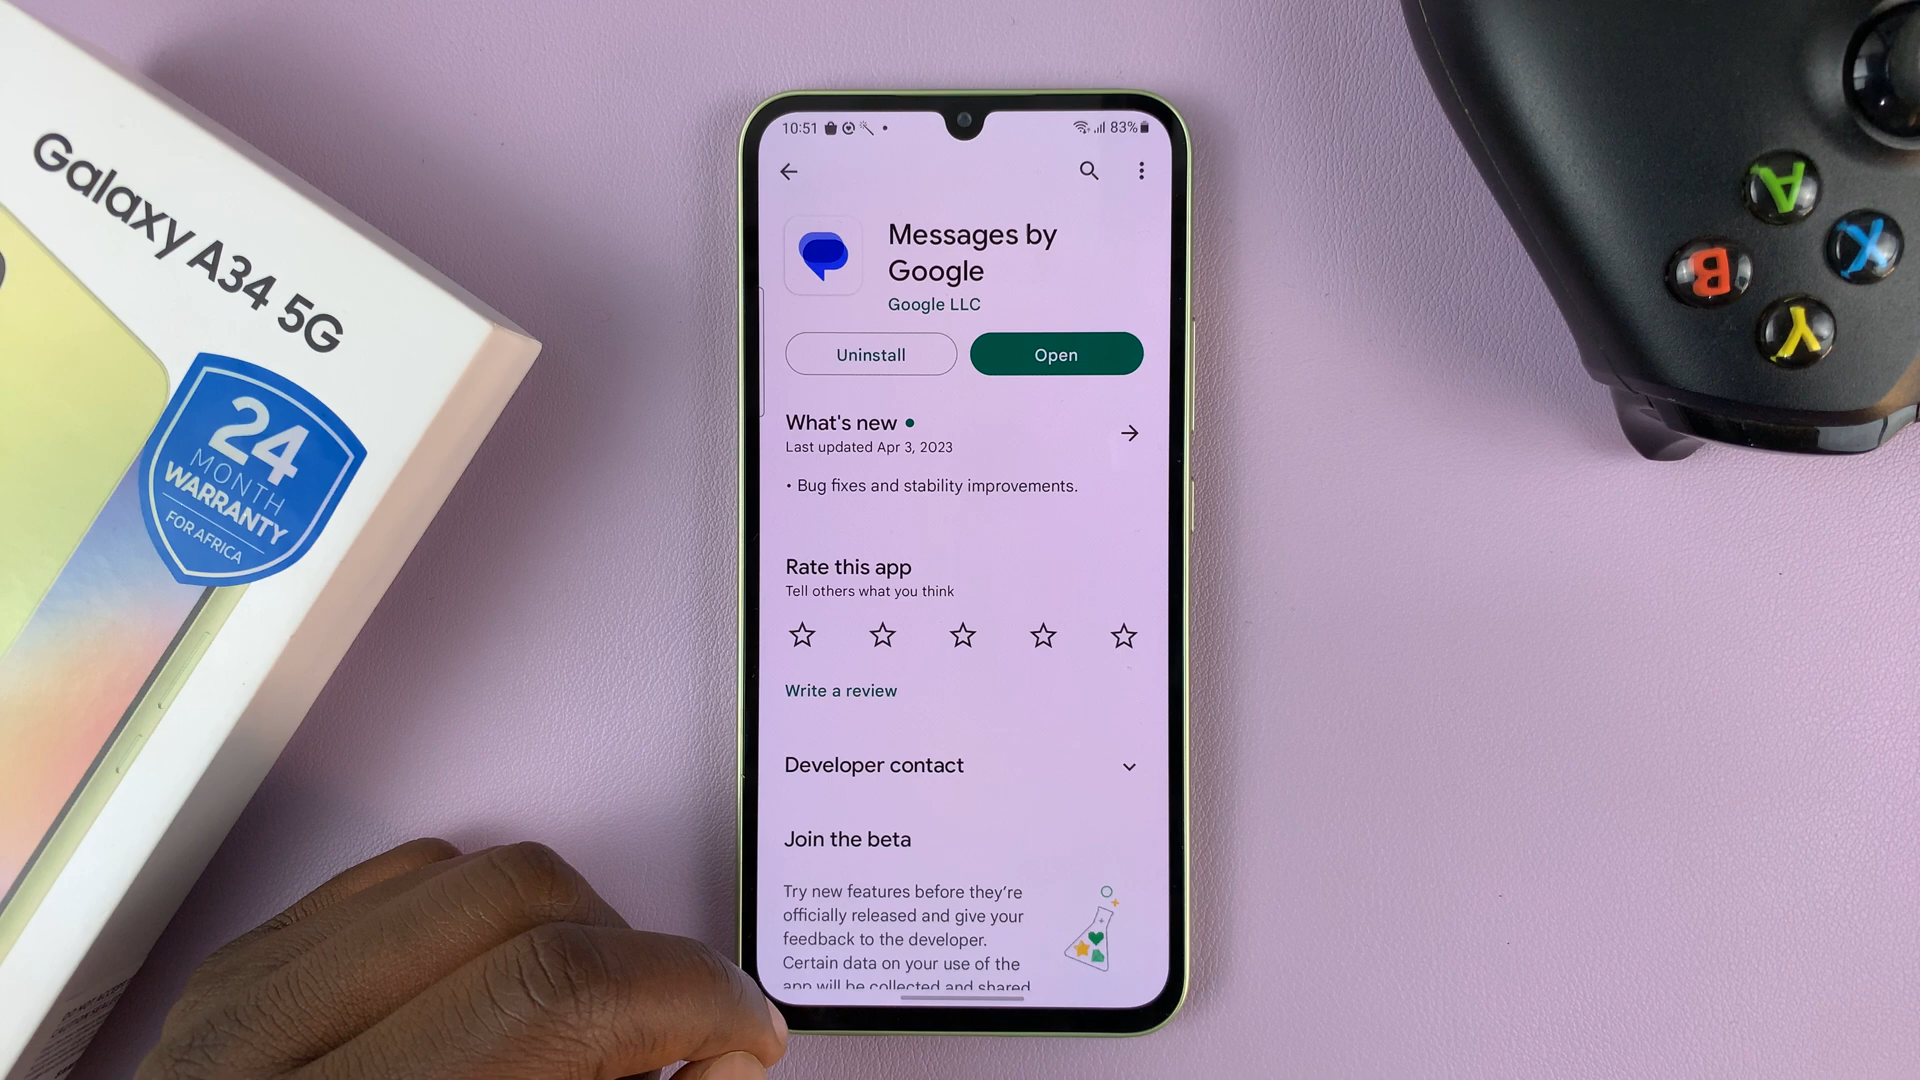 Galaxy A34 5G
24
MONTH
WARRANTY
FOR AFRICA
10:51
83%
Messages by
Google
Google LLC
Uninstall
Open
What's new
Last updated Apr 3, 2023
• Bug fixes and stability improvements.
Rate this app
Tell others what you think
Write a review
Developer contact
Join the beta
Try new features before they’re
officially released and give your
feedback to the developer.
Certain data on your use of the
app will be collected and shared
A
X
B
Y